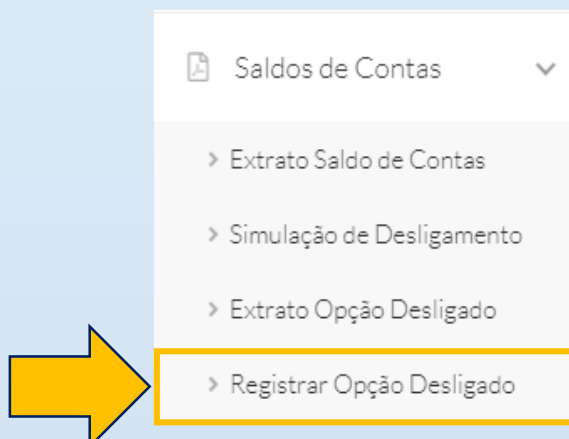 Saldos de Contas
Extrato Saldo de Contas
Simulação de Desligamento
Extrato Opção Desligado
Registrar Opção Desligado